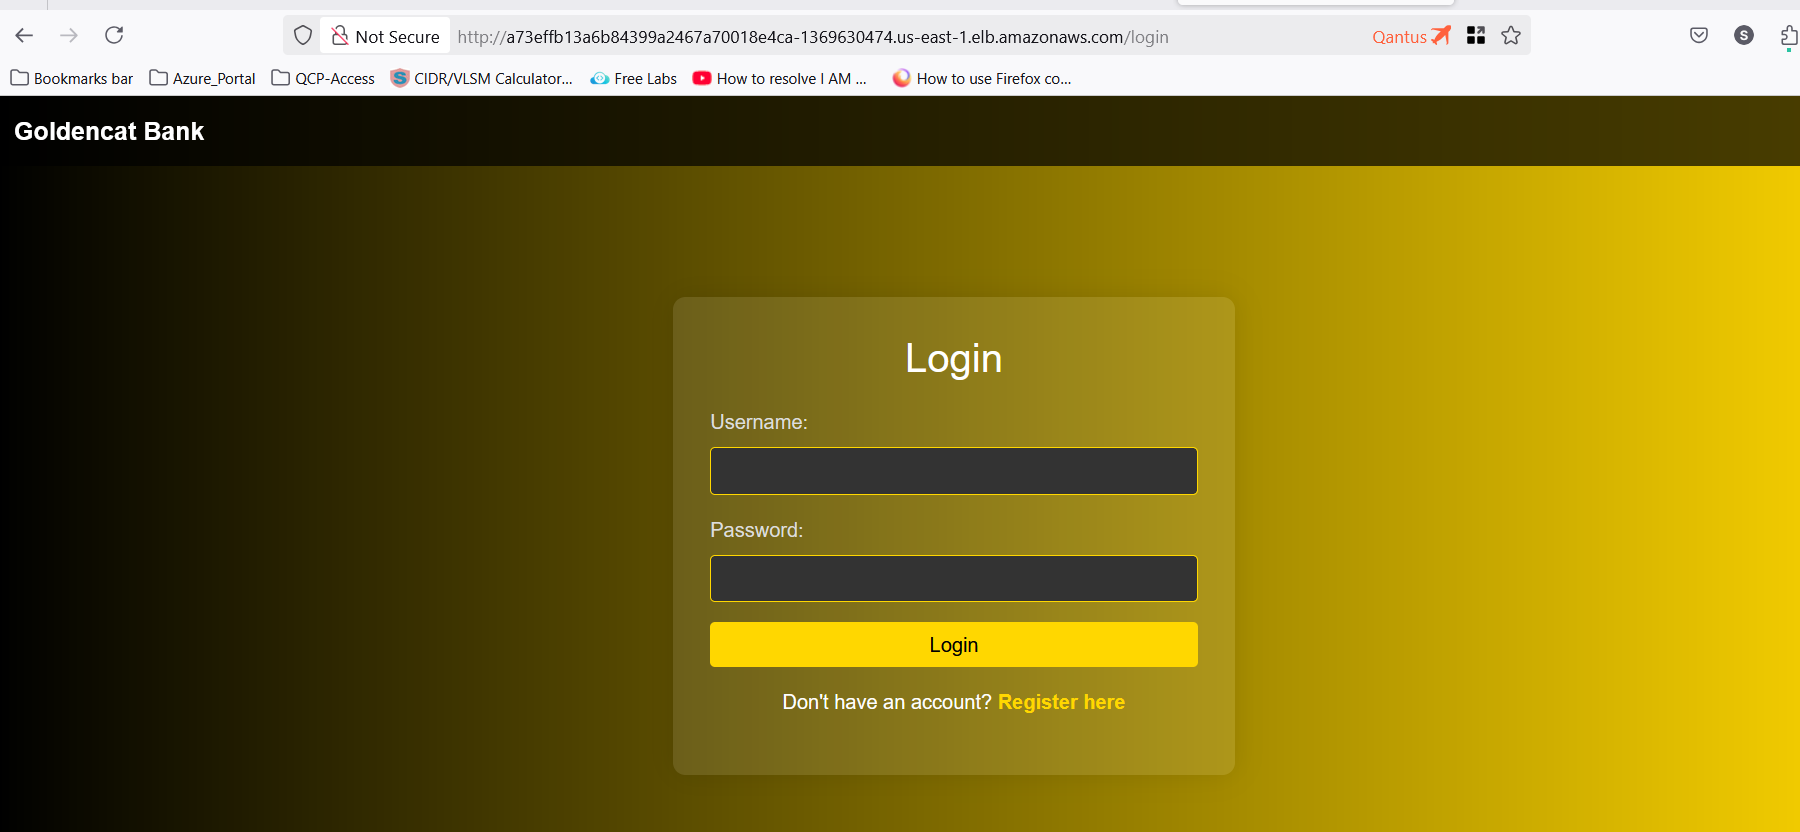 Not Secure http://a73effb13a6b84399a2467a70018e4ca-1369630474.us-east-1.elb.amazonaws.com/login Qantus S
Bookmarks bar Azure_Portal QCP-Access S CIDR/VLSM Calculator... Free Labs How to resolve I AM ... How to use Firefox co...
Goldencat Bank
Login
Username:
Password:
Login
Don't have an account? Register here